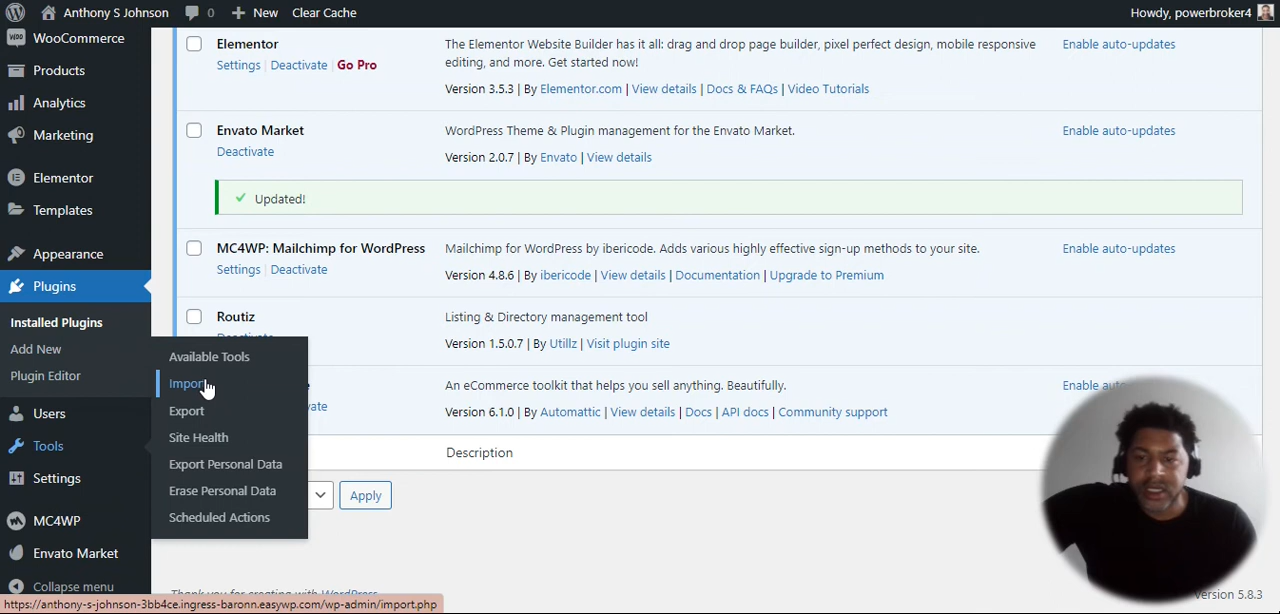 Anthony S Johnson
0
New
Clear Cache
Howdy, powerbroker4
WOO
WooCommerce
Products
Analytics
Marketing
Elementor
Templates
Appearance
Plugins
Installed Plugins
Add New
Plugin Editor
Users
Tools
Settings
MC4WP
Envato Market
Collapse menu
Elementor
Settings | Deactivate | Go Pro
The Elementor Website Builder has it all: drag and drop page builder, pixel perfect design, mobile responsive
editing, and more. Get started now!
Version 3.5.3 | By Elementor.com | View details | Docs & FAQs | Video Tutorials
Enable auto-updates
Envato Market
Deactivate
WordPress Theme & Plugin management for the Envato Market.
Version 2.0.7 | By Envato | View details
Enable auto-updates
Updated!
MC4WP: Mailchimp for WordPress
Settings | Deactivate
Mailchimp for WordPress by ibericode. Adds various highly effective sign-up methods to your site.
Version 4.8.6 | By ibericode | View details | Documentation | Upgrade to Premium
Enable auto-updates
Routiz
Deactivate
Listing & Directory management tool
Version 1.5.0.7 | By Utillz | Visit plugin site
An eCommerce toolkit that helps you sell anything. Beautifully.
Version 6.1.0 | By Automattic | View details | Docs | API docs | Community support
Enable au
Available Tools
Import
Export
Site Health
Export Personal Data
Erase Personal Data
Scheduled Actions
Description
Apply
Thank you for creating with WordPress.
Version 5.8.3
https://anthony-s-johnson-3bb4ce.ingress-baronn.easywp.com/wp-admin/import.php